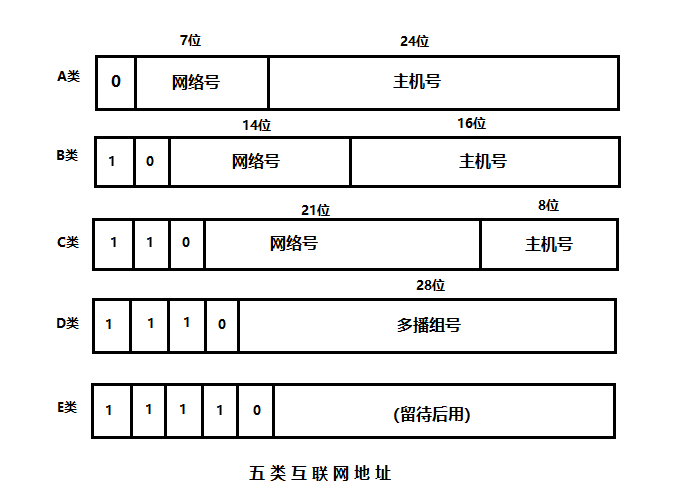 7位 24位
A类 0 网络号 主机号
14位 16位
B类 1 0 网络号 主机号
21位 8位
C类 1 1 0 网络号 主机号
28位
D类 1 1 1 0 多播组号
E类 1 1 1 1 0 (留待后用)
五类互联网地址